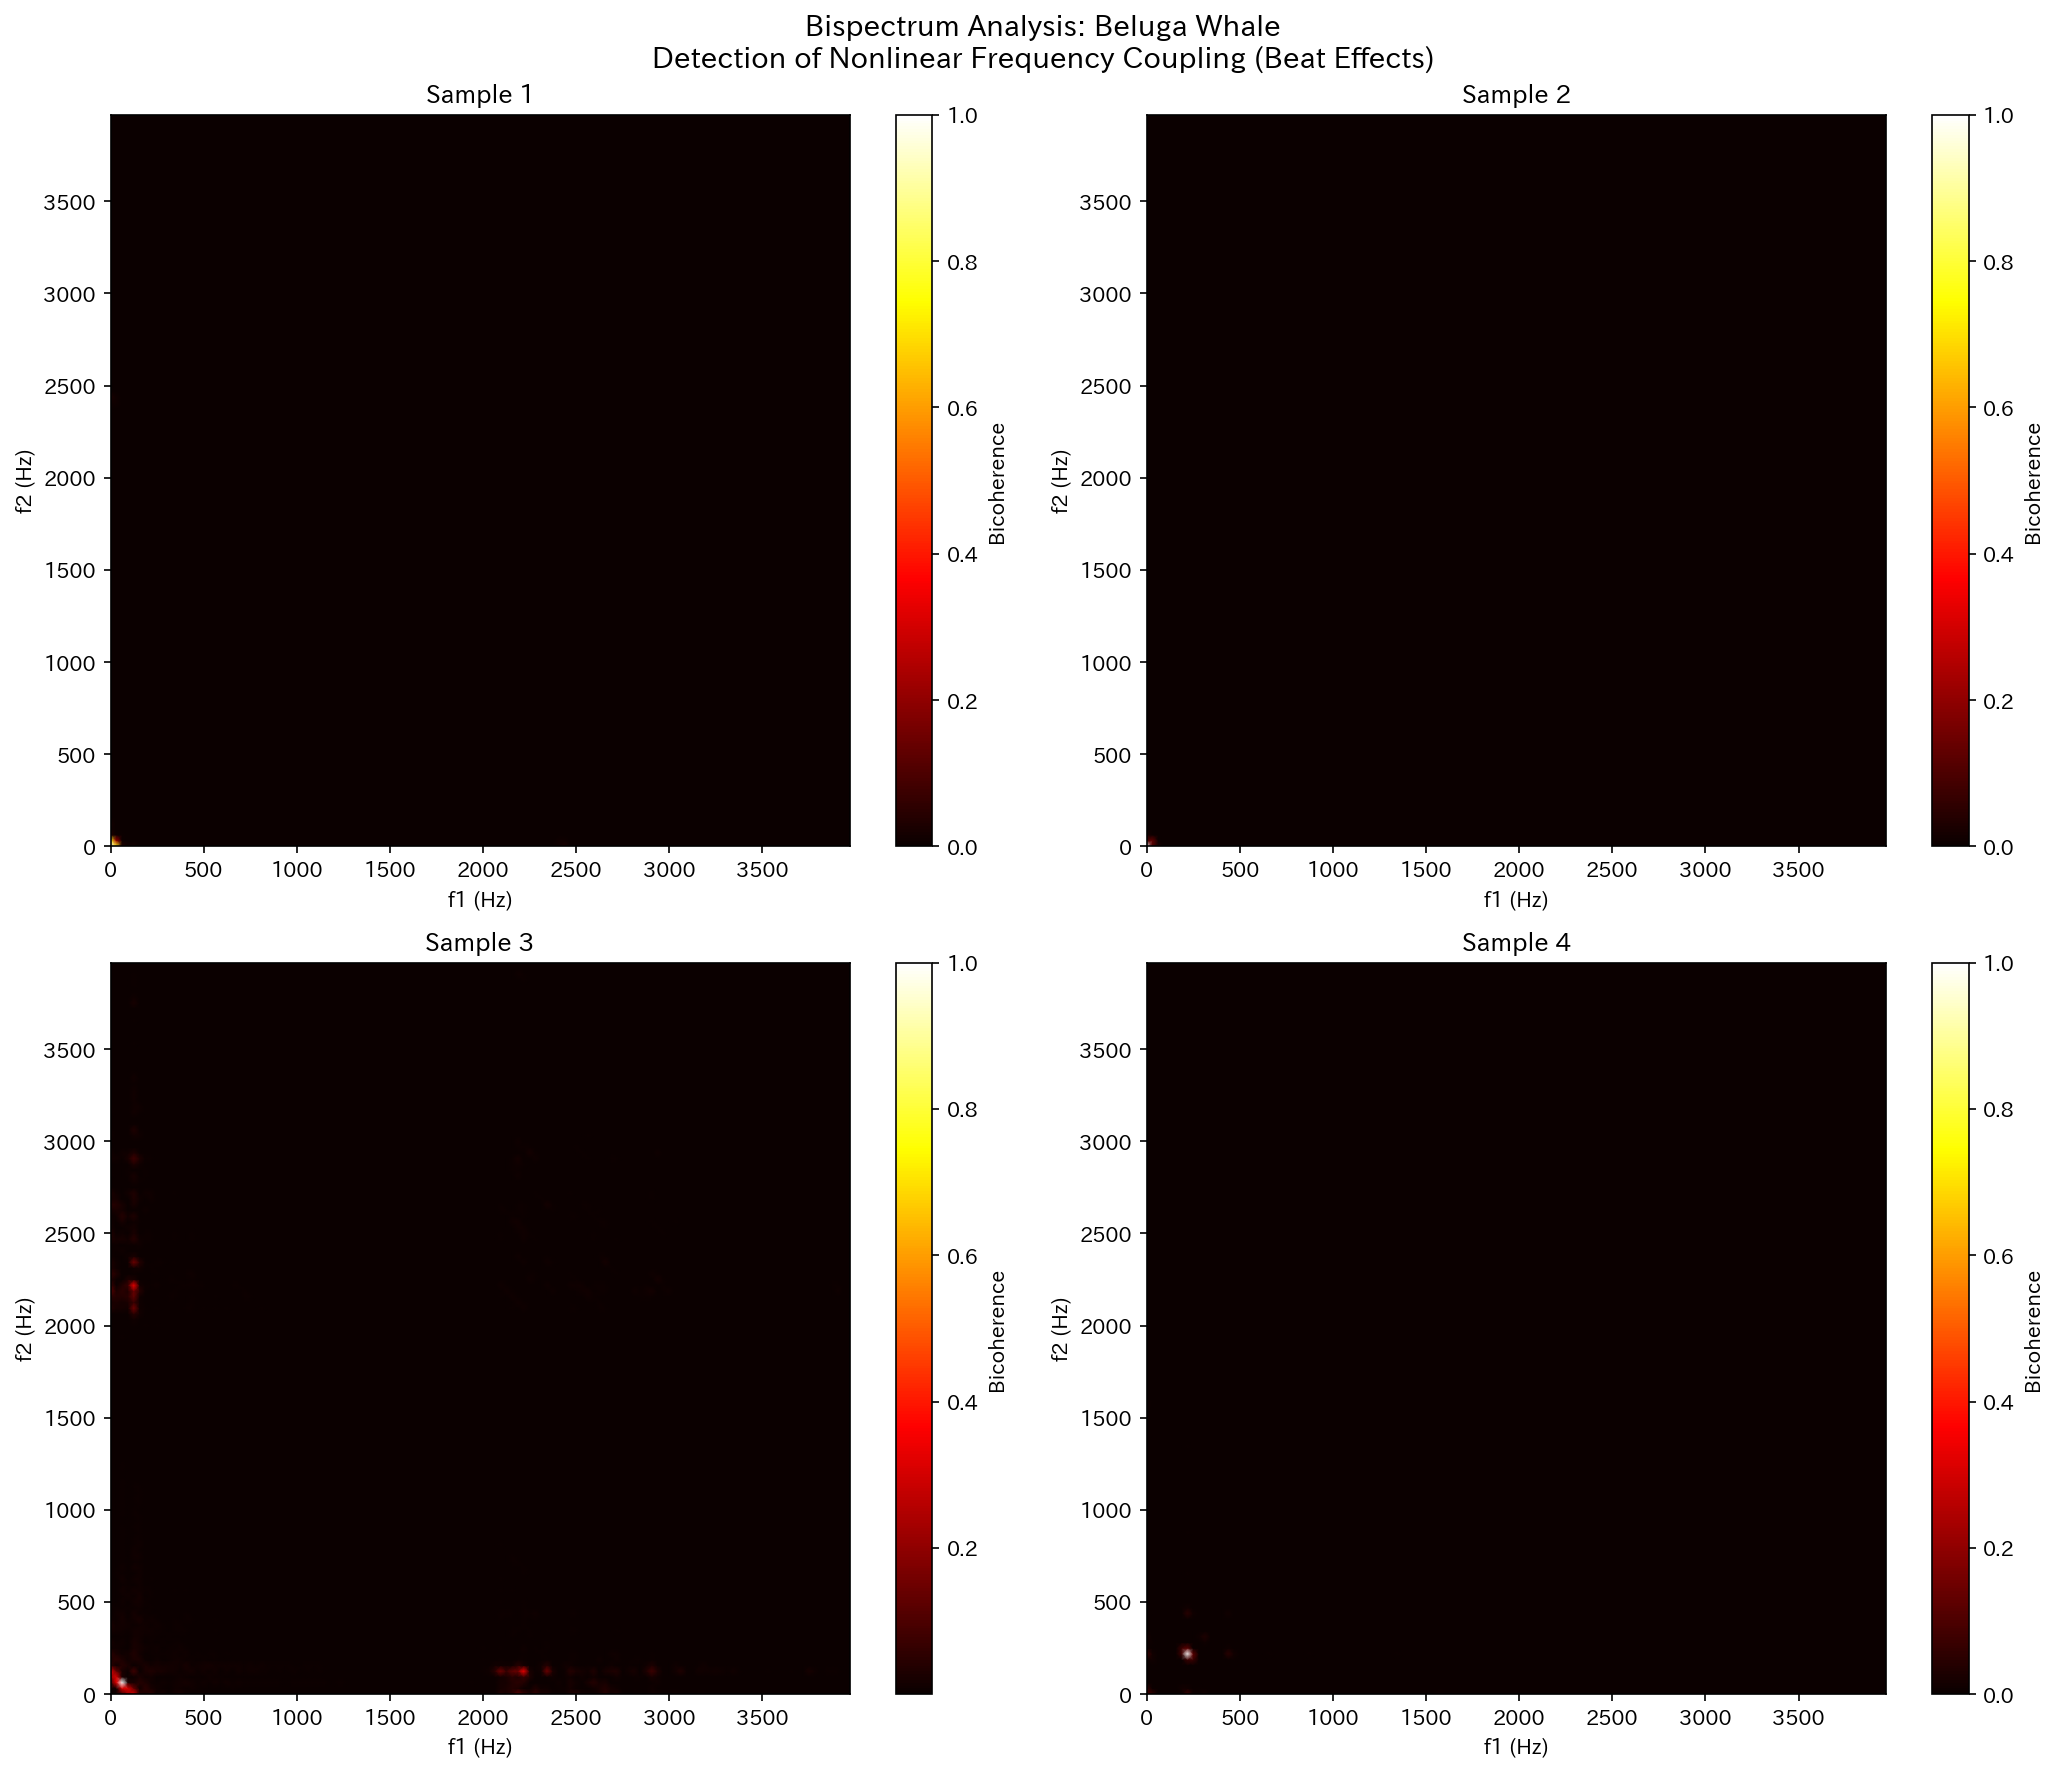 Bispectrum Analysis: Beluga Whale
Detection of Nonlinear Frequency Coupling (Beat Effects)
Sample 1
3500
3000
2500
2000
1500
1000
500
0
f2 (Hz)
0 500 1000 1500 2000 2500 3000 3500
f1 (Hz)
1.0
0.8
0.6
0.4
0.2
0.0
Bicoherence
Sample 2
3500
3000
2500
2000
1500
1000
500
0
f2 (Hz)
0 500 1000 1500 2000 2500 3000 3500
f1 (Hz)
1.0
0.8
0.6
0.4
0.2
0.0
Bicoherence
Sample 3
3500
3000
2500
2000
1500
1000
500
0
f2 (Hz)
0 500 1000 1500 2000 2500 3000 3500
f1 (Hz)
1.0
0.8
0.6
0.4
0.2
Bicoherence
Sample 4
3500
3000
2500
2000
1500
1000
500
0
f2 (Hz)
0 500 1000 1500 2000 2500 3000 3500
f1 (Hz)
1.0
0.8
0.6
0.4
0.2
0.0
Bicoherence